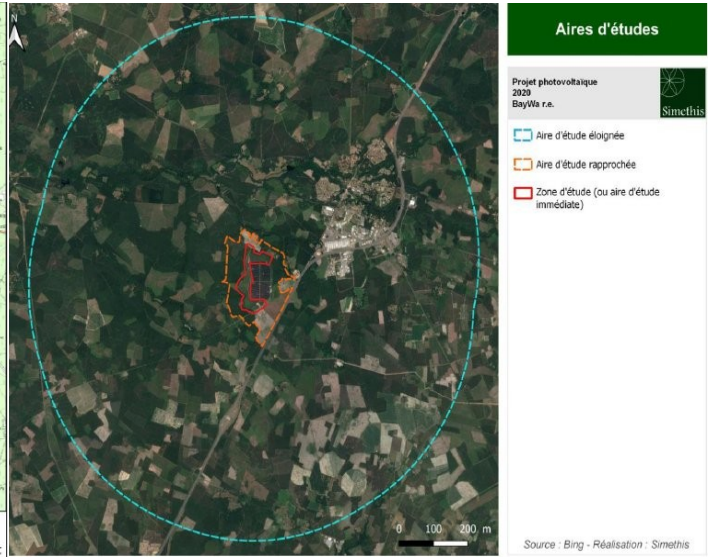 N
0 100 200 m
Aires d'études
Projet photovoltaïque
2020
BayWa r.e.
Simethis
Aire d'étude éloignée
Aire d'étude rapprochée
Zone d'étude (ou aire d'étude
immédiate)
Source : Bing - Réalisation : Simethis